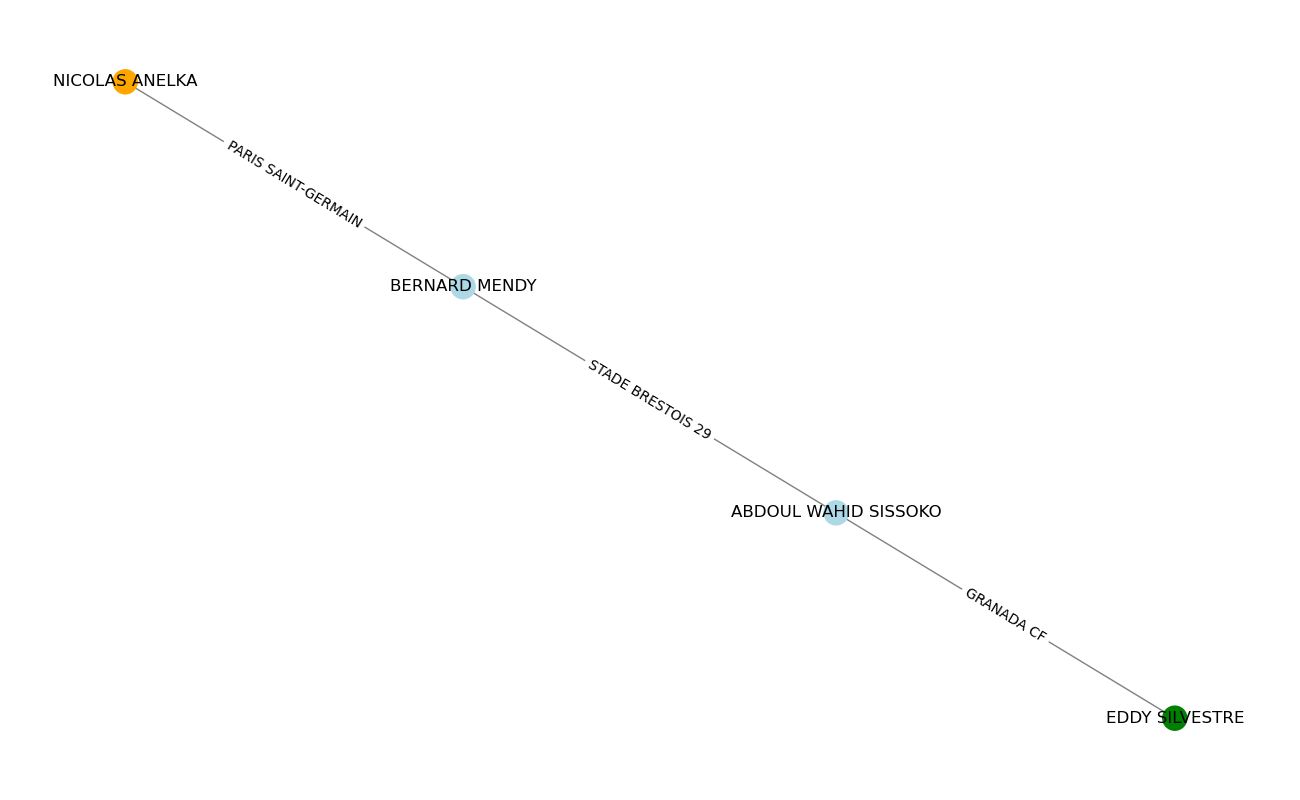 NICOLAS ANELKA
PARIS SAINT-GERMAIN
BERNARD MENDY
STADE BRESTOIS 29
ABDOUL WAHID SISSOKO
GRANADA CF
EDDY SILVESTRE